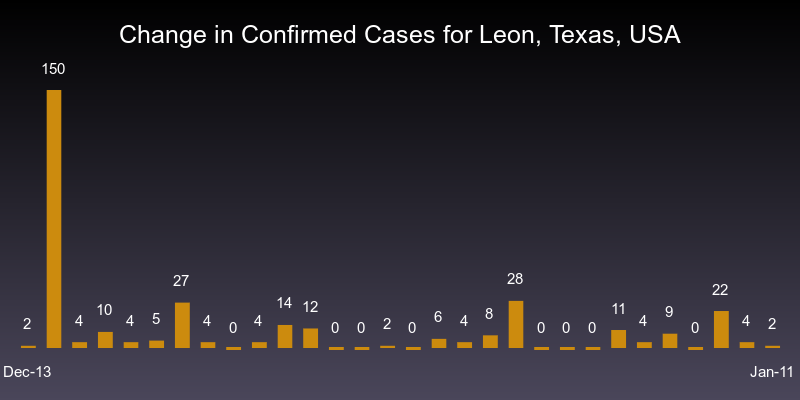 Change in Confirmed Cases for Leon, Texas, USA
150
2 4 10 4 5 27 4 0 4 14 12 0 0 2 0 6 4 8 28 0 0 0 11 4 9 0 22 4 2
Dec-13 Jan-11